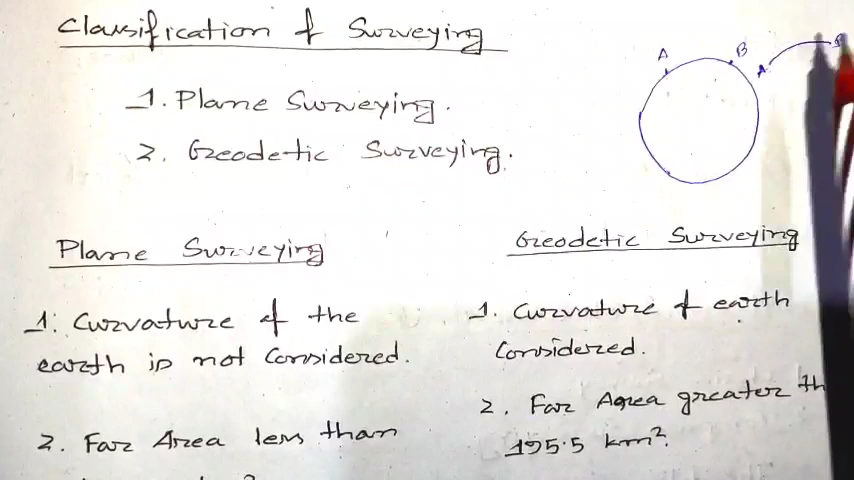 Classification of Surveying
1. Plane Surveying.
2. Geodetic Surveying.
A
B
A
Plane Surveying
1. Curvature of the
earth is not Considered.
2. For Area less than
Geodetic Surveying
1. Curvature of earth
Considered.
2. For Area greater
195.5 km²